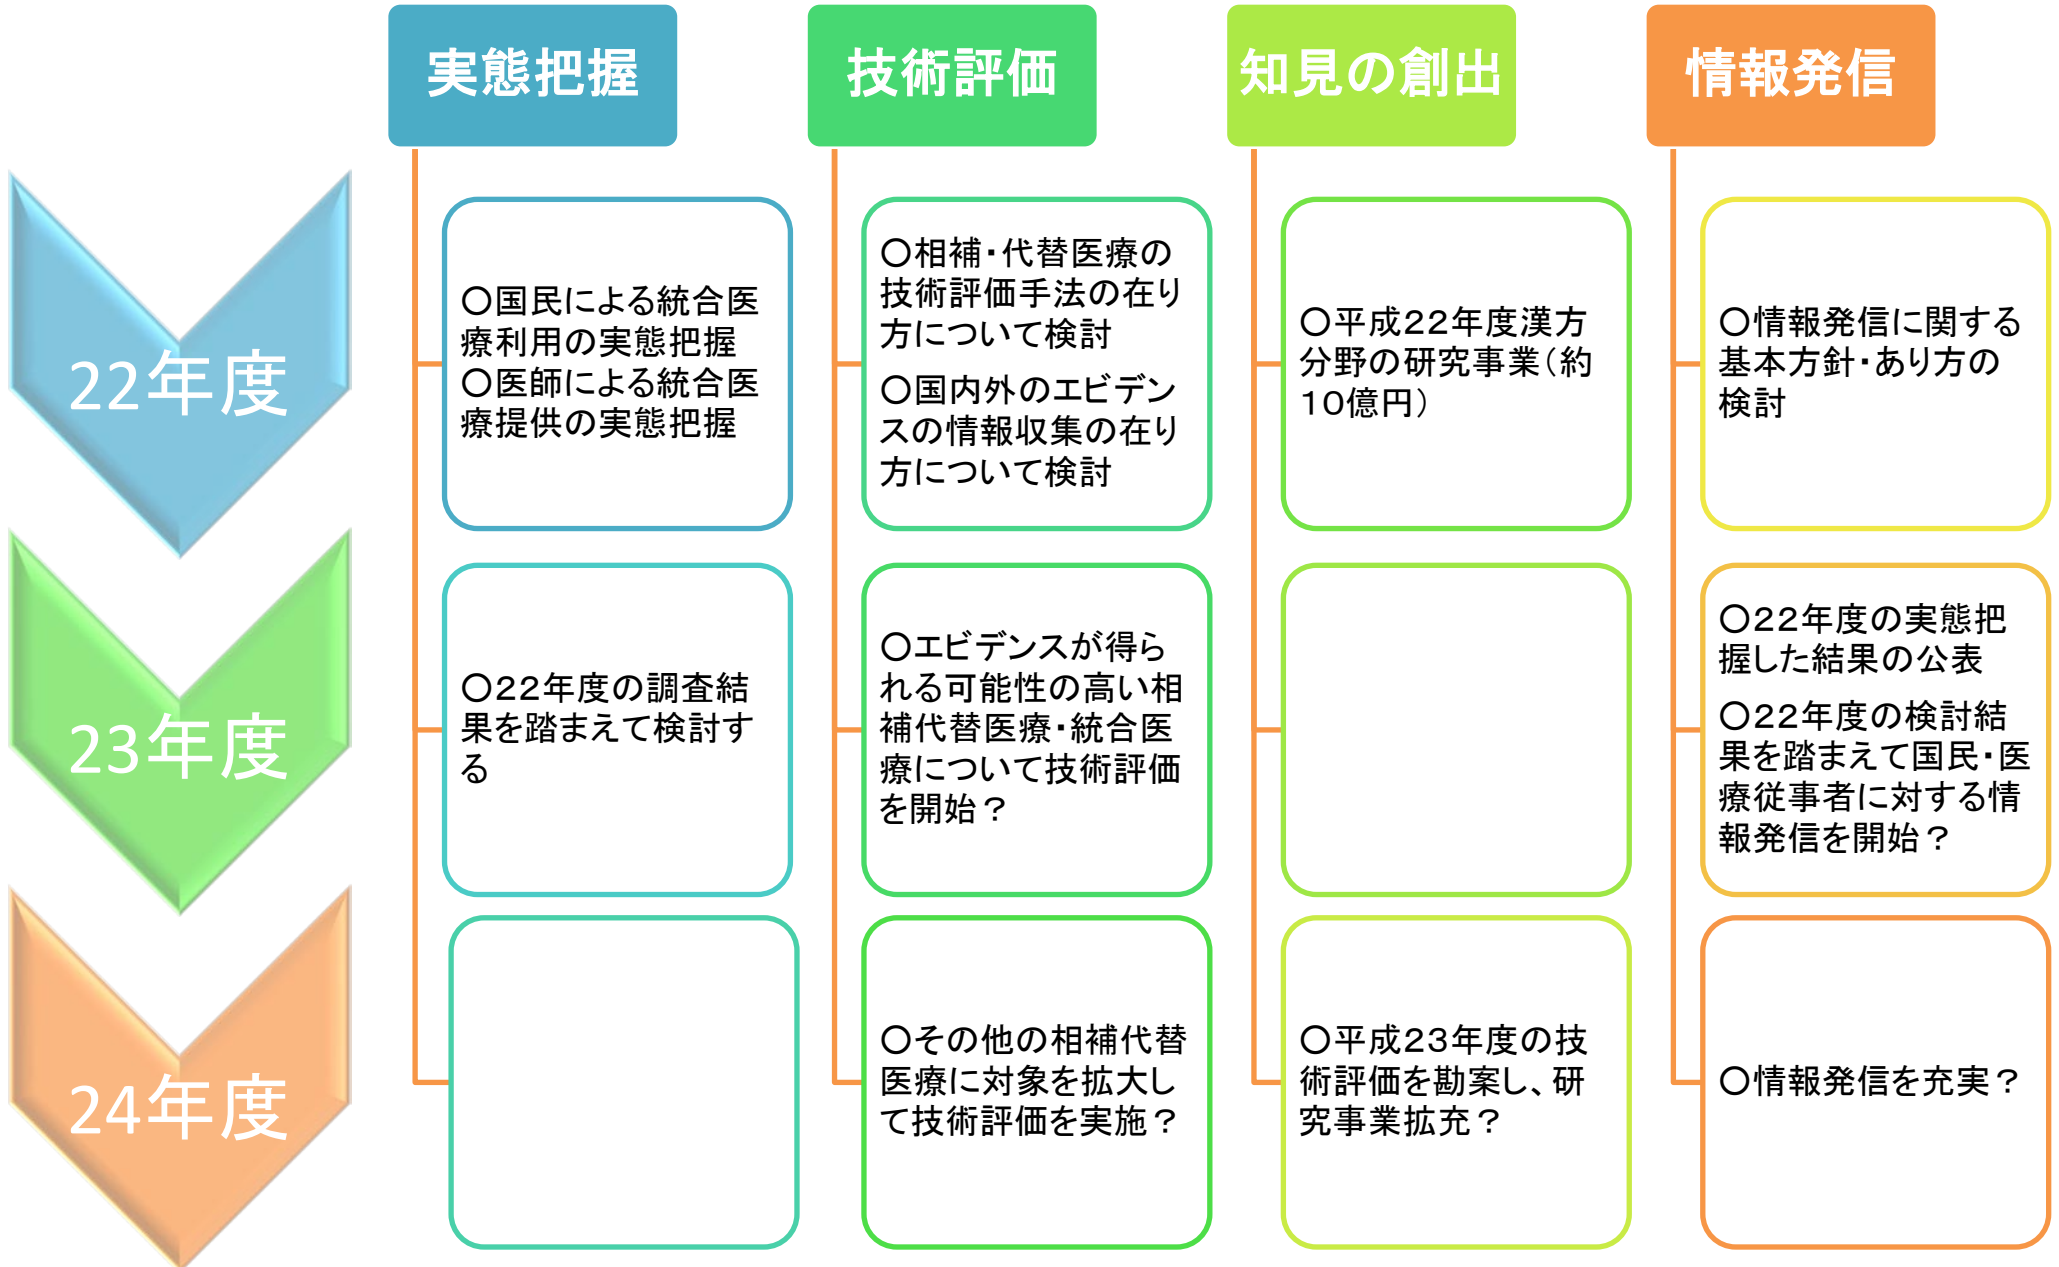 実態把握
技術評価
知見の創出
情報発信
22年度
〇国民による統合医
療利用の実態把握
〇医師による統合医
療提供の実態把握
〇相補・代替医療の
技術評価手法の在り
方について検討
〇国内外のエビデン
スの情報収集の在り
方について検討
〇平成22年度漢方
分野の研究事業(約
10億円)
〇情報発信に関する
基本方針・あり方の
検討
23年度
〇22年度の調査結
果を踏まえて検討す
る
〇エビデンスが得ら
れる可能性の高い相
補代替医療・統合医
療について技術評価
を開始?
〇22年度の実態把
握した結果の公表
〇22年度の検討結
果を踏まえて国民・医
療従事者に対する情
報発信を開始?
24年度
〇その他の相補代替
医療に対象を拡大し
て技術評価を実施?
〇平成23年度の技
術評価を勘案し、研
究事業拡充?
〇情報発信を充実?